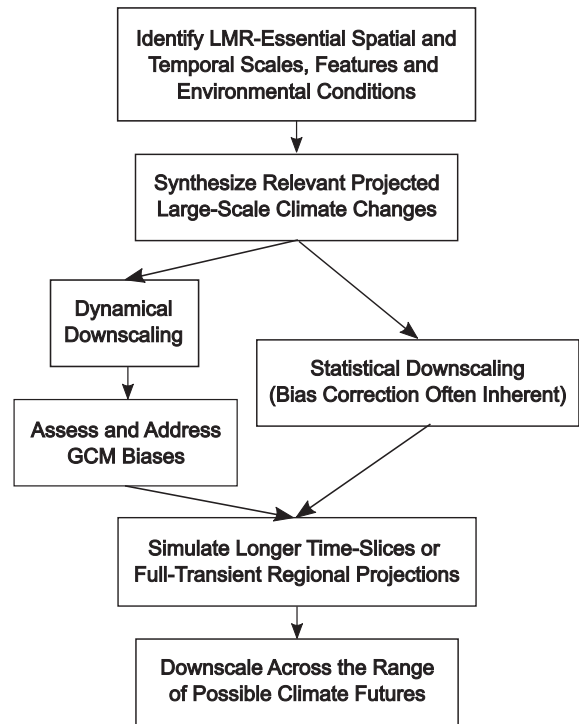 Identify LMR-Essential Spatial and
Temporal Scales, Features and
Environmental Conditions
Synthesize Relevant Projected
Large-Scale Climate Changes
Dynamical
Downscaling
Statistical Downscaling
(Bias Correction Often Inherent)
Assess and Address
GCM Biases
Simulate Longer Time-Slices or
Full-Transient Regional Projections
Downscale Across the Range
of Possible Climate Futures